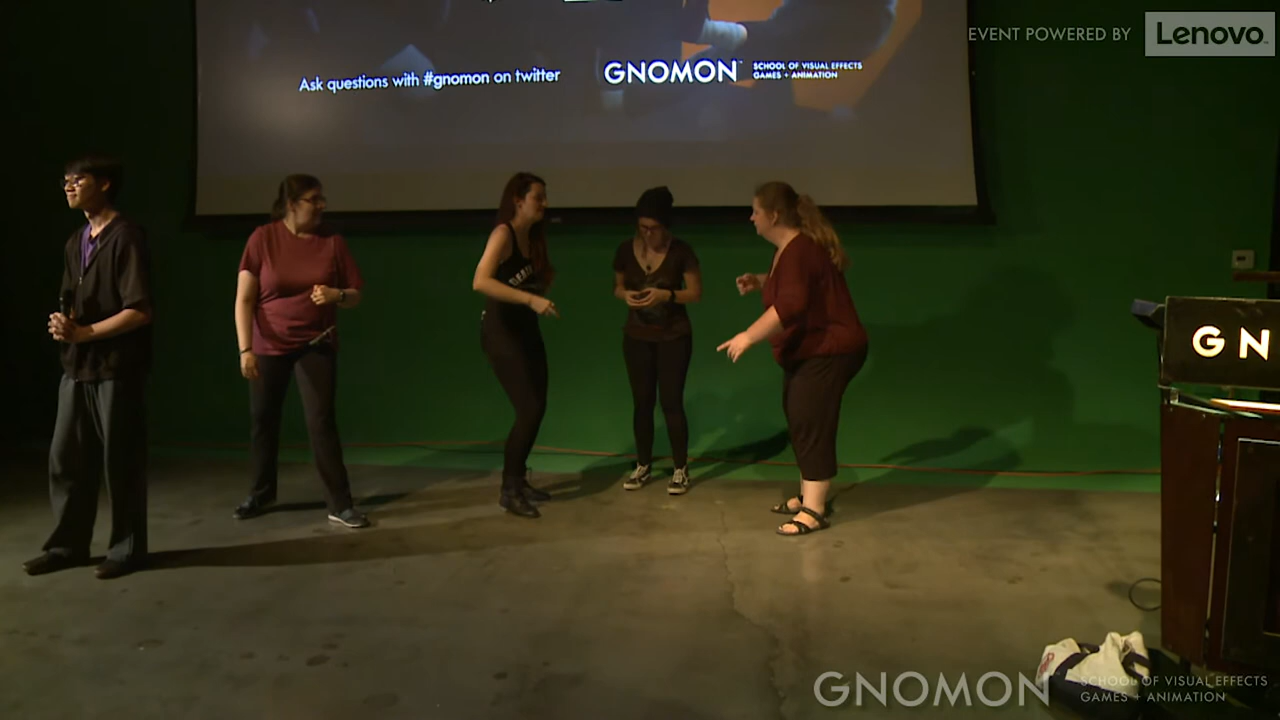 EVENT POWERED BY Lenovo
Ask questions with #gnomon on twitter
GNOMON
SCHOOL OF VISUAL EFFECTS
GAMES + ANIMATION
GN
GNOMON
SCHOOL OF VISUAL EFFECTS
GAMES + ANIMATION